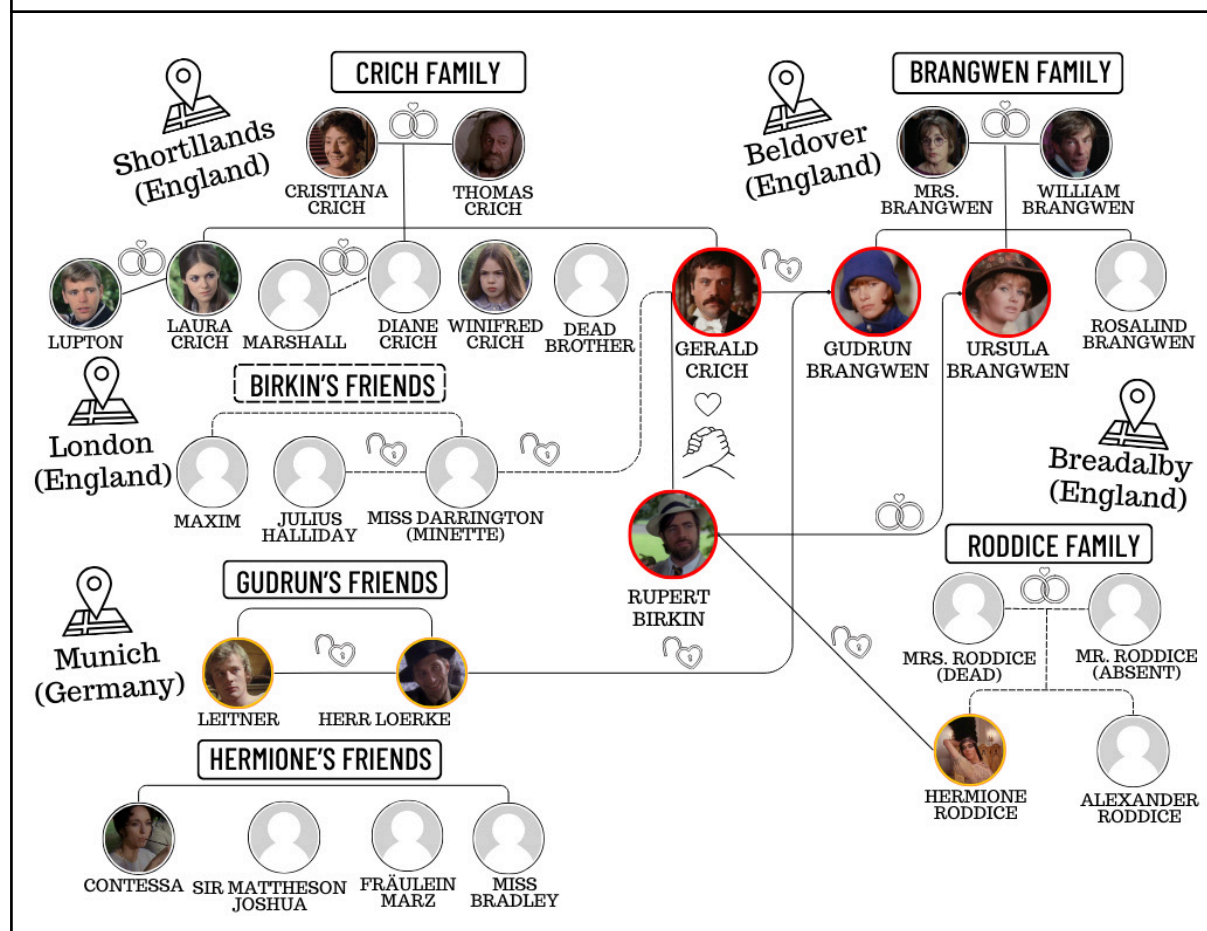 CRICH FAMILY
BRANGWEN FAMILY
Shortllands
(England)
Beldover
(England)
CRISTIANA
CRICH
THOMAS
CRICH
MRS.
BRANGWEN
WILLIAM
BRANGWEN
LUPTON
LAURA
CRICH
MARSHALL
DIANE
CRICH
WINIFRED
CRICH
DEAD
BROTHER
GERALD
CRICH
GUDRUN
BRANGWEN
URSULA
BRANGWEN
ROSALIND
BRANGWEN
BIRKIN'S FRIENDS
London
(England)
Breadalby
(England)
MAXIM
JULIUS
HALLIDAY
MISS DARRINGTON
(MINETTE)
RODDICE FAMILY
GUDRUN'S FRIENDS
RUPERT
BIRKIN
Munich
(Germany)
MRS. RODDICE
(DEAD)
MR. RODDICE
(ABSENT)
LEITNER
HERR LOERKE
HERMIONE'S FRIENDS
HERMIONE
RODDICE
ALEXANDER
RODDICE
CONTESSA
SIR MATTHESON
JOSHUA
FRÄULEIN
MARZ
MISS
BRADLEY